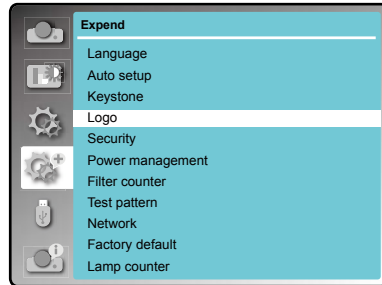 Expend
Language
Auto setup
Keystone
Logo
Security
Power management
Filter counter
Test pattern
Network
Factory default
Lamp counter